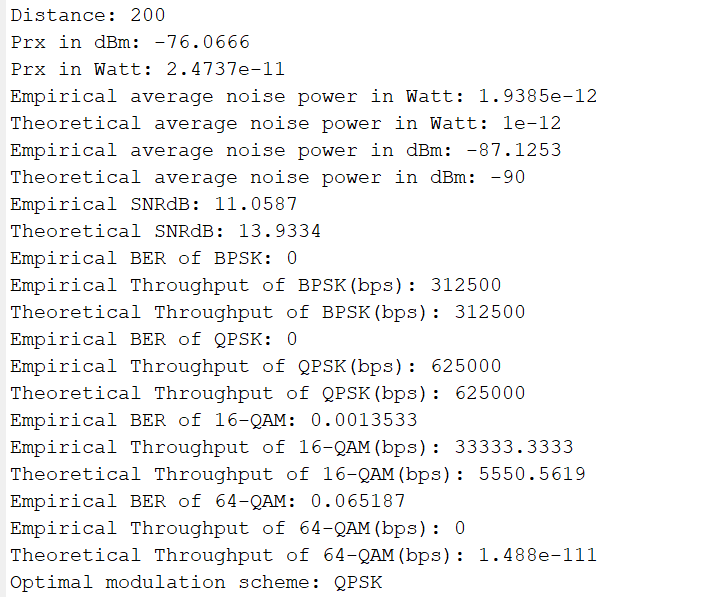 Distance: 200
Prx in dBm: -76.0666
Prx in Watt: 2.4737e-11
Empirical average noise power in Watt: 1.9385e-12
Theoretical average noise power in Watt: 1e-12
Empirical average noise power in dBm: -87.1253
Theoretical average noise power in dBm: -90
Empirical SNRdB: 11.0587
Theoretical SNRdB: 13.9334
Empirical BER of BPSK: 0
Empirical Throughput of BPSK(bps): 312500
Theoretical Throughput of BPSK(bps): 312500
Empirical BER of QPSK: 0
Empirical Throughput of QPSK(bps): 625000
Theoretical Throughput of QPSK(bps): 625000
Empirical BER of 16-QAM: 0.0013533
Empirical Throughput of 16-QAM(bps): 33333.3333
Theoretical Throughput of 16-QAM(bps): 5550.5619
Empirical BER of 64-QAM: 0.065187
Empirical Throughput of 64-QAM(bps): 0
Theoretical Throughput of 64-QAM(bps): 1.488e-111
Optimal modulation scheme: QPSK